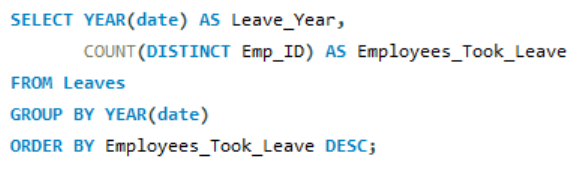 SELECT YEAR(date) AS Leave_Year,
COUNT(DISTINCT Emp_ID) AS Employees_Took_Leave
FROM Leaves
GROUP BY YEAR(date)
ORDER BY Employees_Took_Leave DESC;